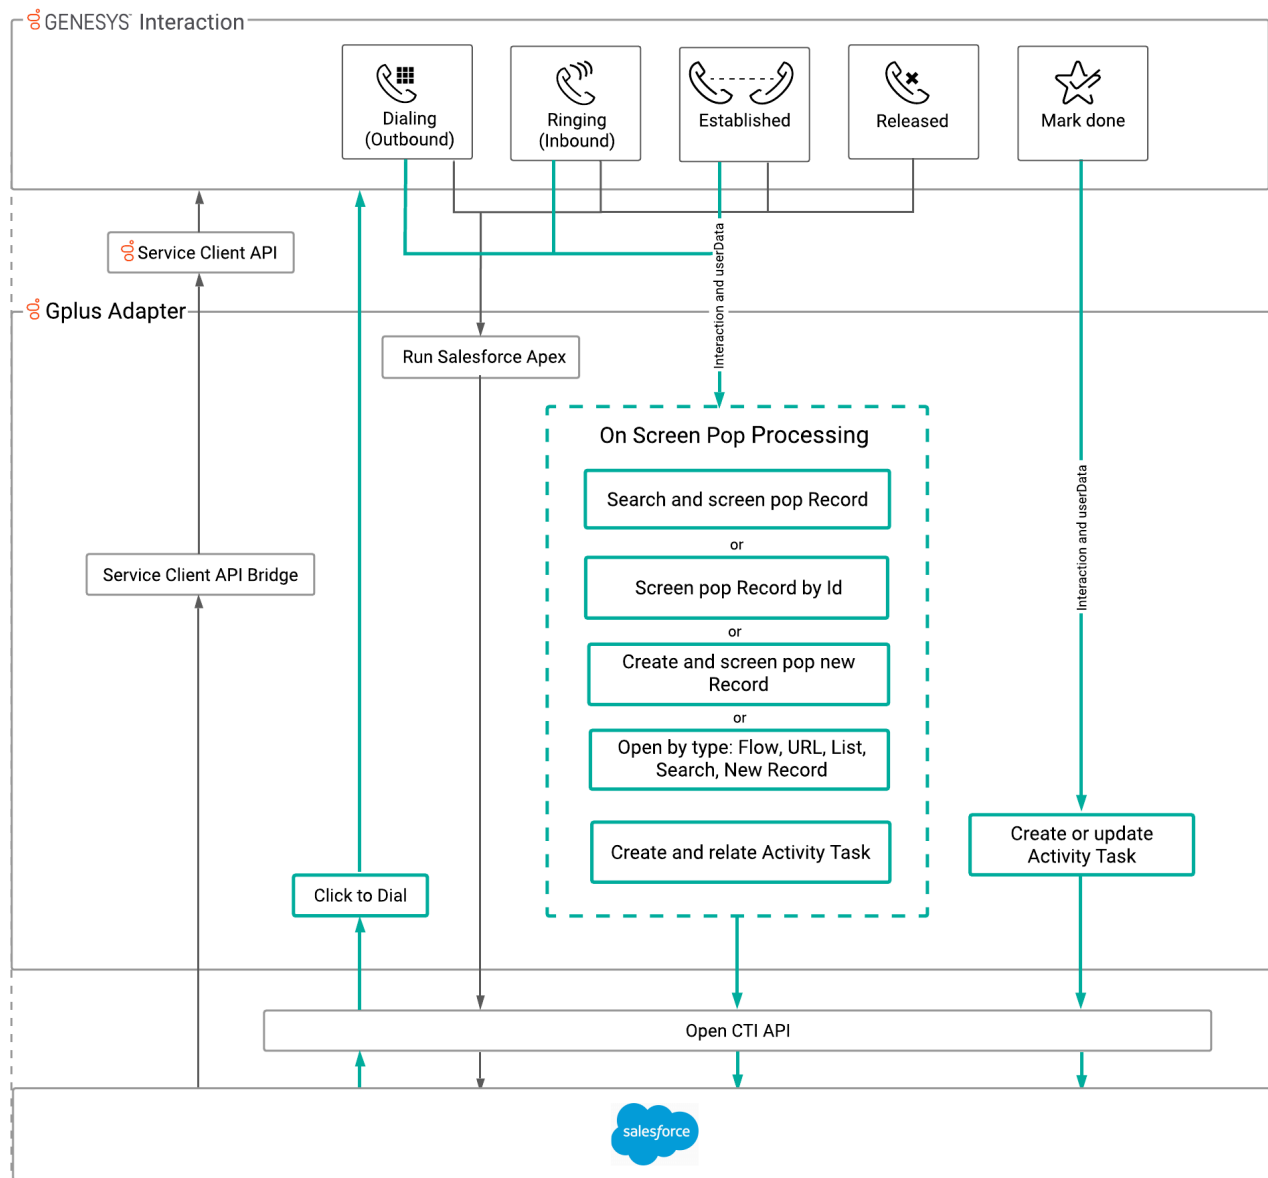 GENESYS Interaction
Dialing
(Outbound)
Ringing
(Inbound)
Established
Released
Mark done
Service Client API
Interaction and userData
Gplus Adapter
Run Salesforce Apex
On Screen Pop Processing
Search and screen pop Record
or
Screen pop Record by Id
or
Create and screen pop new
Record
or
Open by type: Flow, URL, List,
Search, New Record
Create and relate Activity Task
Interaction and userData
Service Client API Bridge
Create or update
Activity Task
Click to Dial
Open CTI API
salesforce